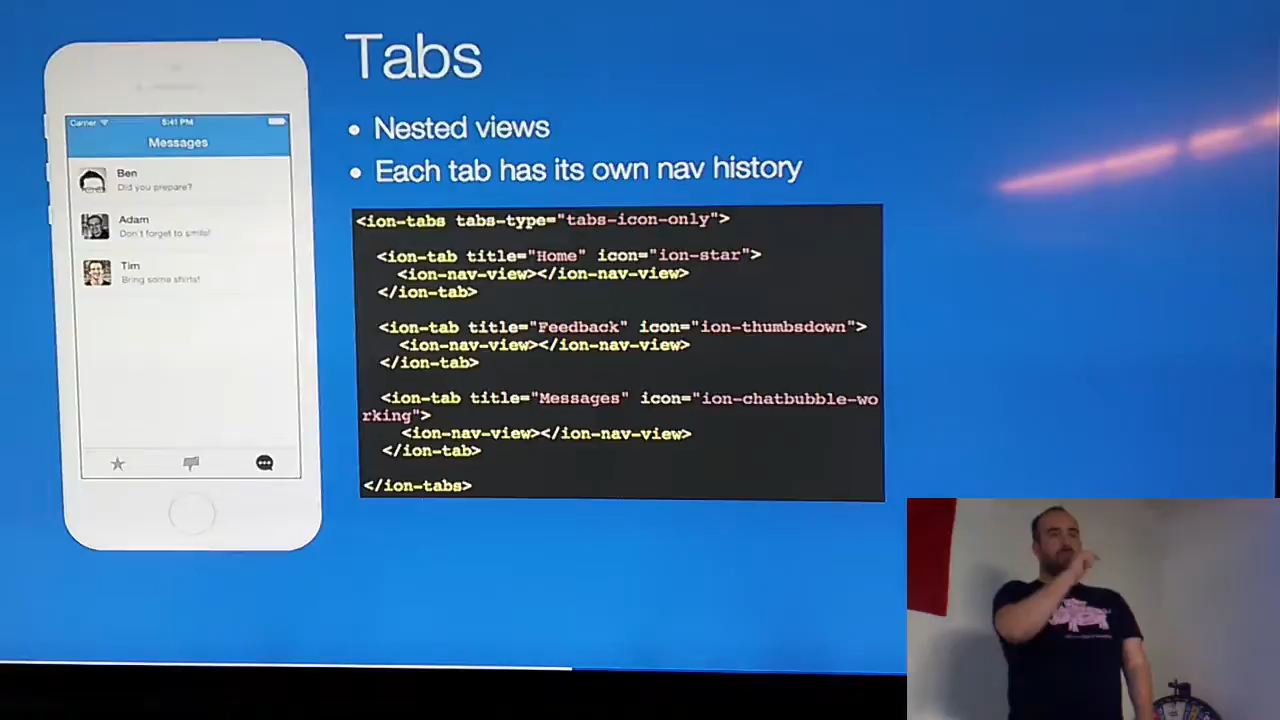 Tabs
• Nested views
• Each tab has its own nav history
Carrier
5:41 PM
Messages
Ben
Did you prepare?
Adam
Don't forget to smile!
Tim
Bring some shirts!
<ion-tabs tabs-type="tabs-icon-only">
<ion-tab title="Home" icon="ion-star">
<ion-nav-view></ion-nav-view>
</ion-tab>
<ion-tab title="Feedback" icon="ion-thumbsdown">
<ion-nav-view></ion-nav-view>
</ion-tab>
<ion-tab title="Messages" icon="ion-chatbubble-wo
rking">
<ion-nav-view></ion-nav-view>
</ion-tab>
</ion-tabs>